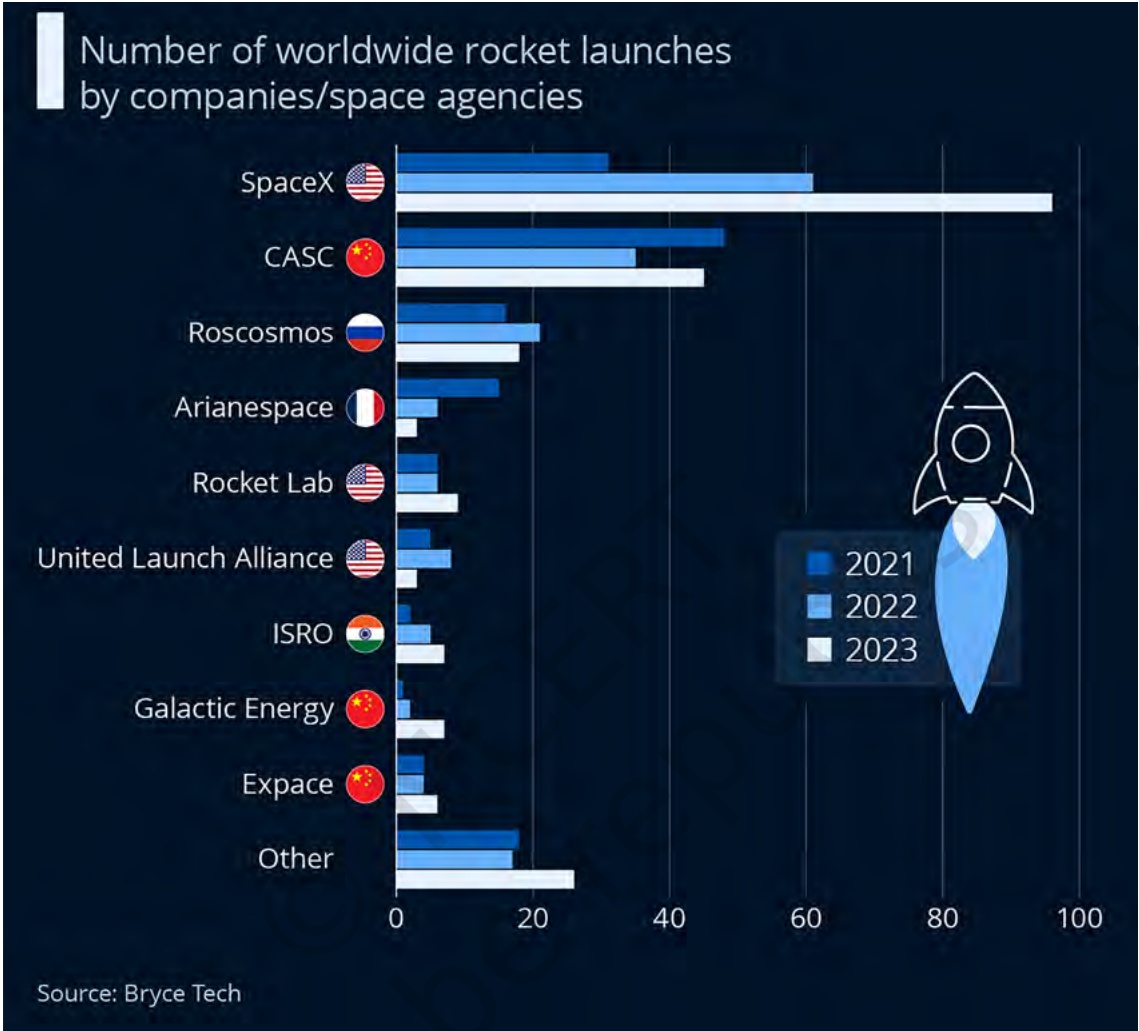 Number of worldwide rocket launches
by companies/space agencies
SpaceX
CASC
Roscosmos
Arianespace
Rocket Lab
United Launch Alliance
ISRO
Galactic Energy
Expace
Other
2021
2022
2023
0 20 40 60 80 100
Source: Bryce Tech